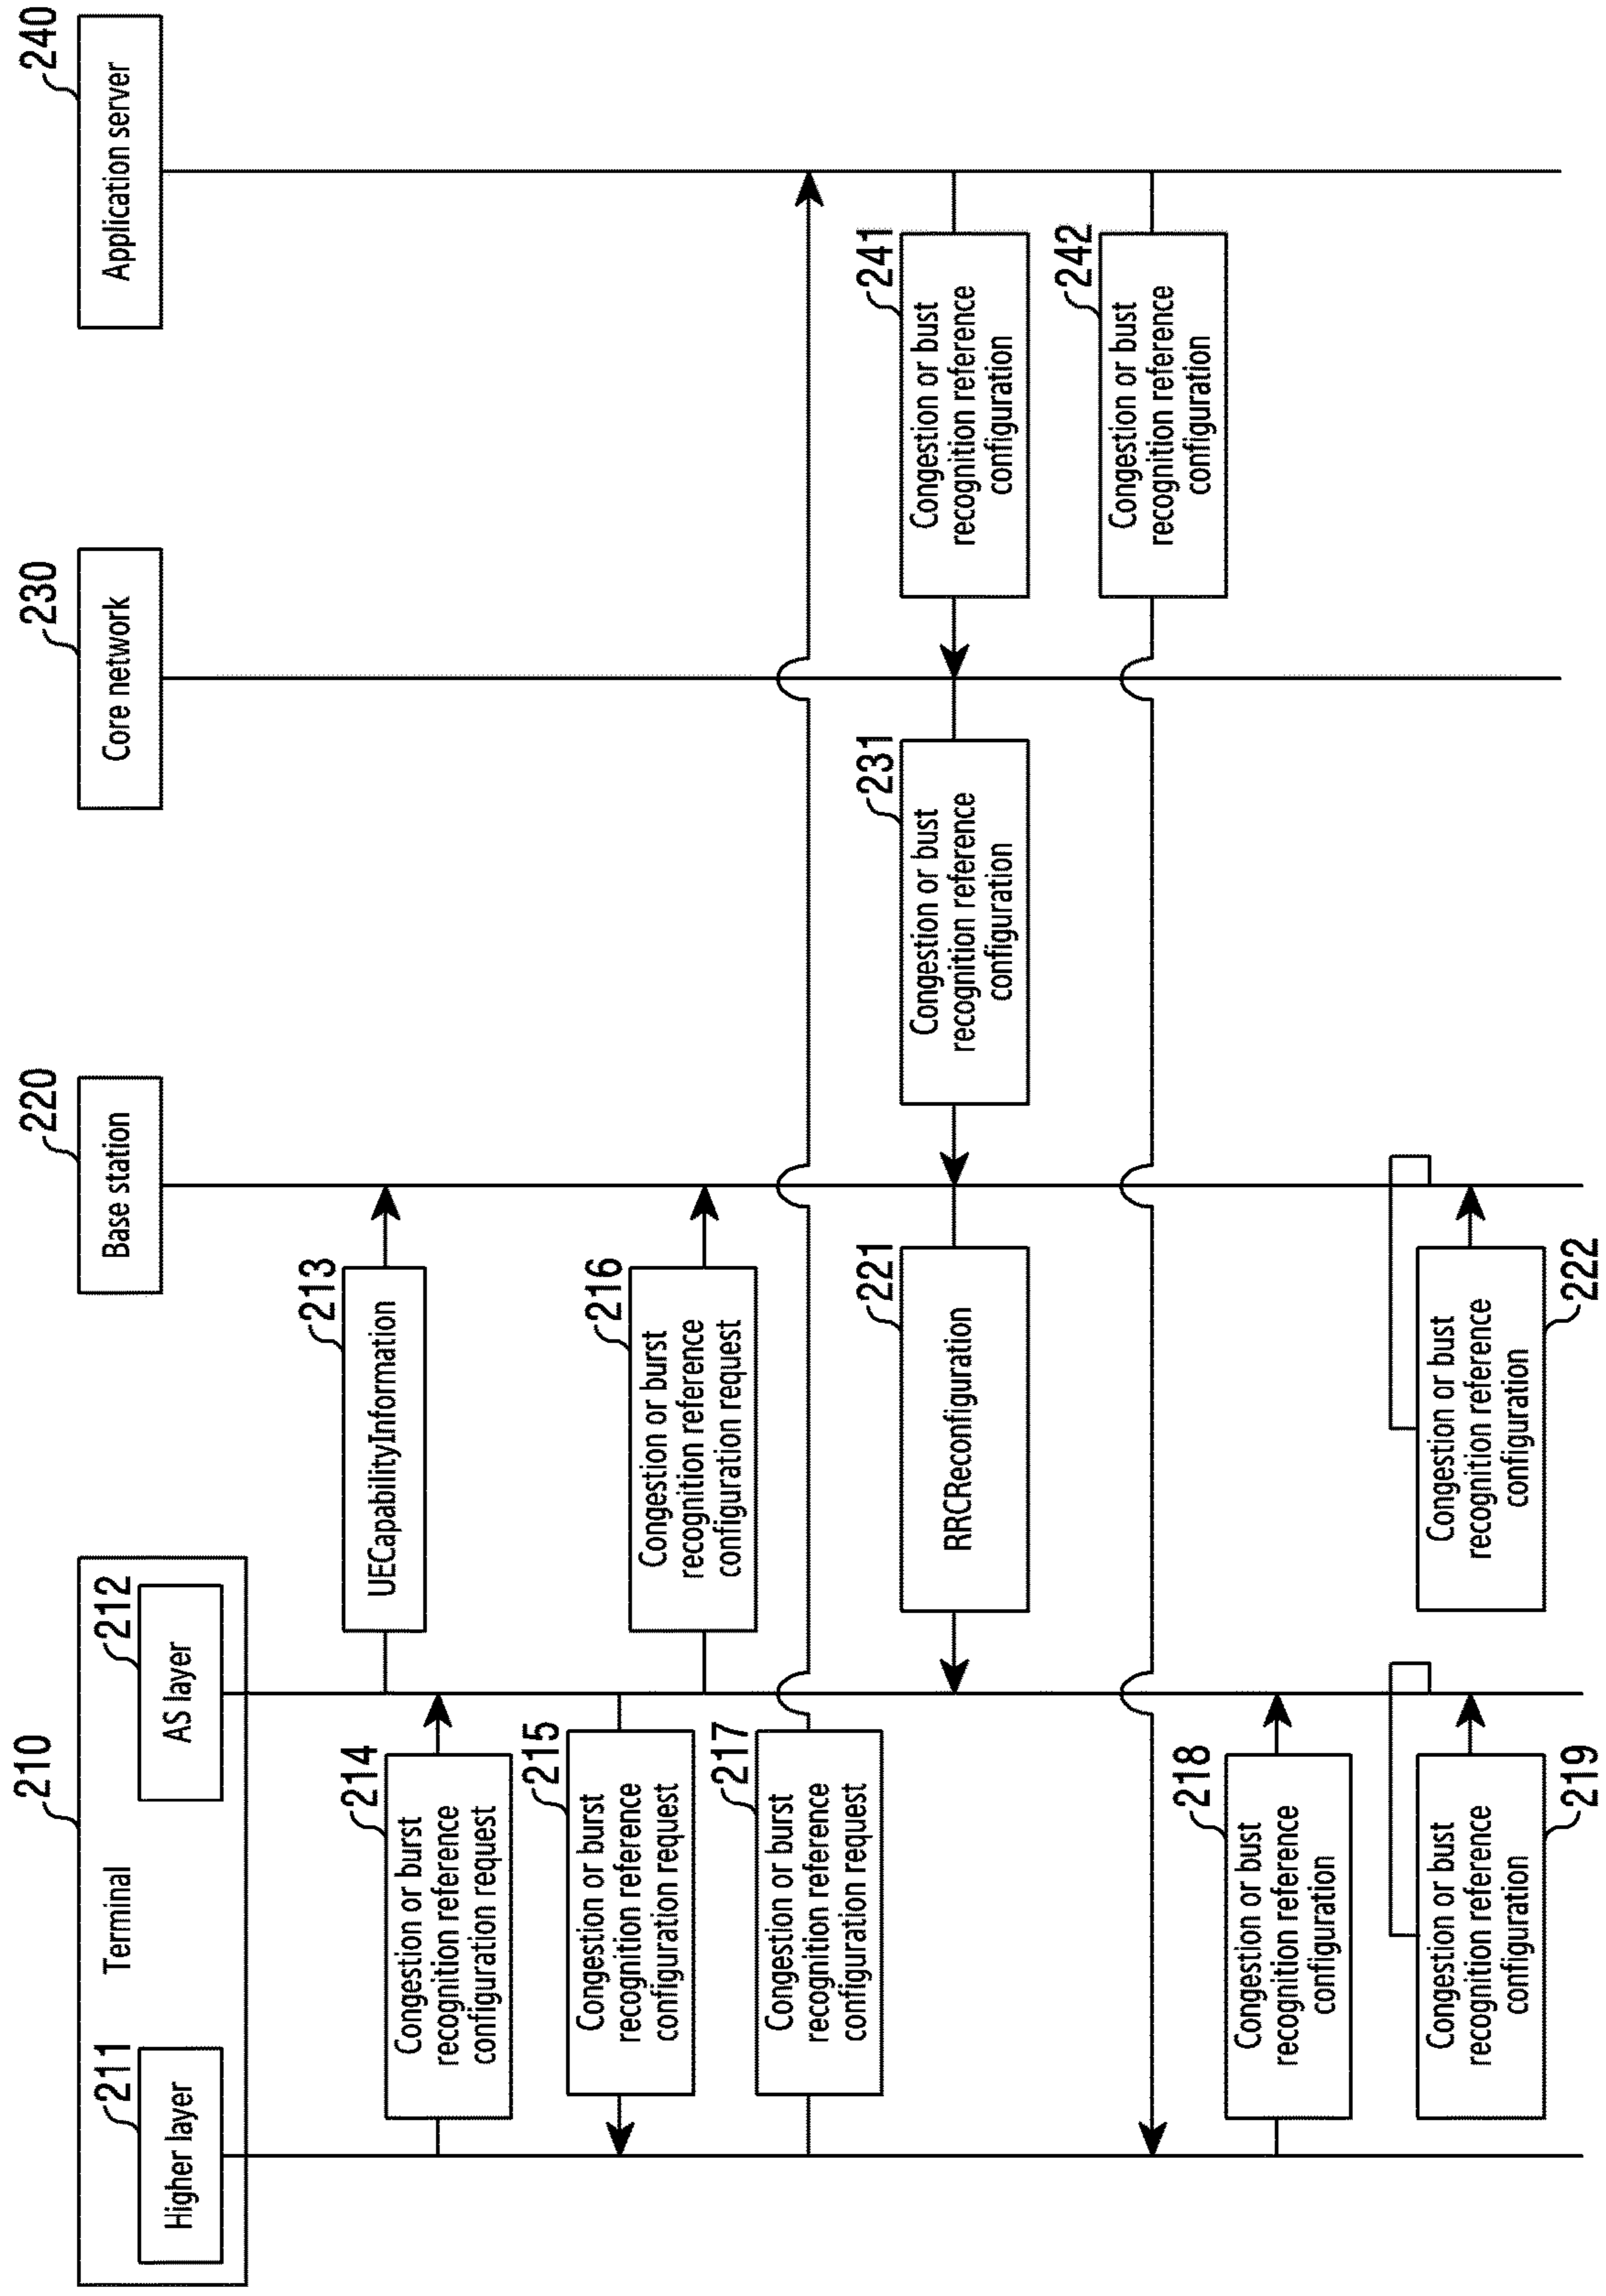 210
Terminal
211
Higher layer
212
AS layer
220
Base station
230
Core network
240
Application server
213
UECapabilityInformation
214
Congestion or burst
recognition reference
configuration request
215
Congestion or burst
recognition reference
configuration request
216
Congestion or burst
recognition reference
configuration request
217
Congestion or burst
recognition reference
configuration request
221
RRCReconfiguration
231
Congestion or bust
recognition reference
configuration
241
Congestion or bust
recognition reference
configuration
242
Congestion or bust
recognition reference
configuration
218
Congestion or bust
recognition reference
configuration
Congestion or bust
recognition reference
configuration
219
Congestion or bust
recognition reference
configuration
222